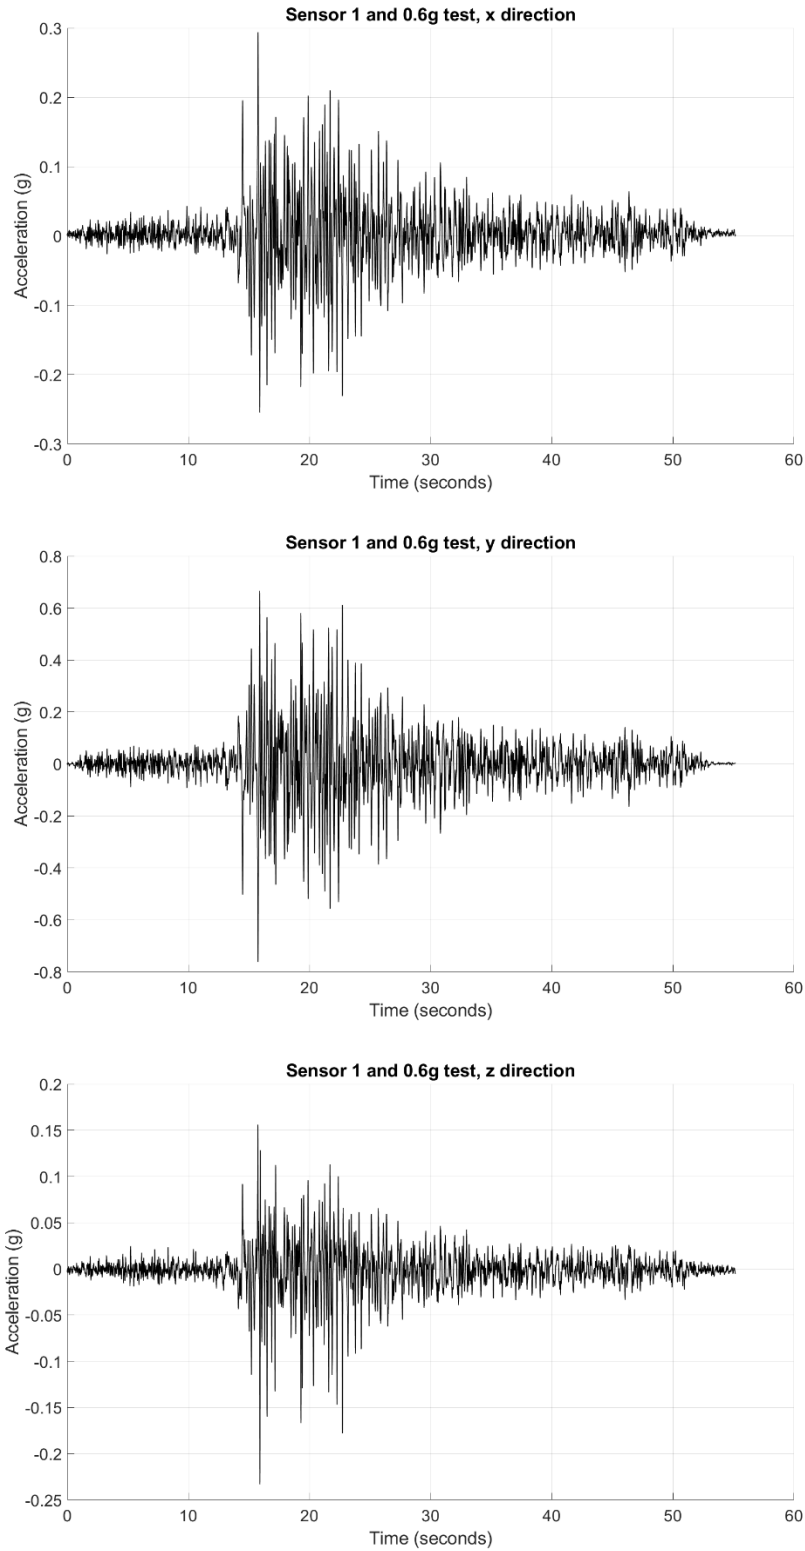 Sensor 1 and 0.6g test, x direction
0.3
0.2
0.1
0
-0.1
-0.2
-0.3
Acceleration (g)
0 10 20 30 40 50 60
Time (seconds)
Sensor 1 and 0.6g test, y direction
0.8
0.6
0.4
0.2
0
-0.2
-0.4
-0.6
-0.8
Acceleration (g)
0 10 20 30 40 50 60
Time (seconds)
Sensor 1 and 0.6g test, z direction
0.2
0.15
0.1
0.05
0
-0.05
-0.1
-0.15
-0.2
-0.25
Acceleration (g)
0 10 20 30 40 50 60
Time (seconds)